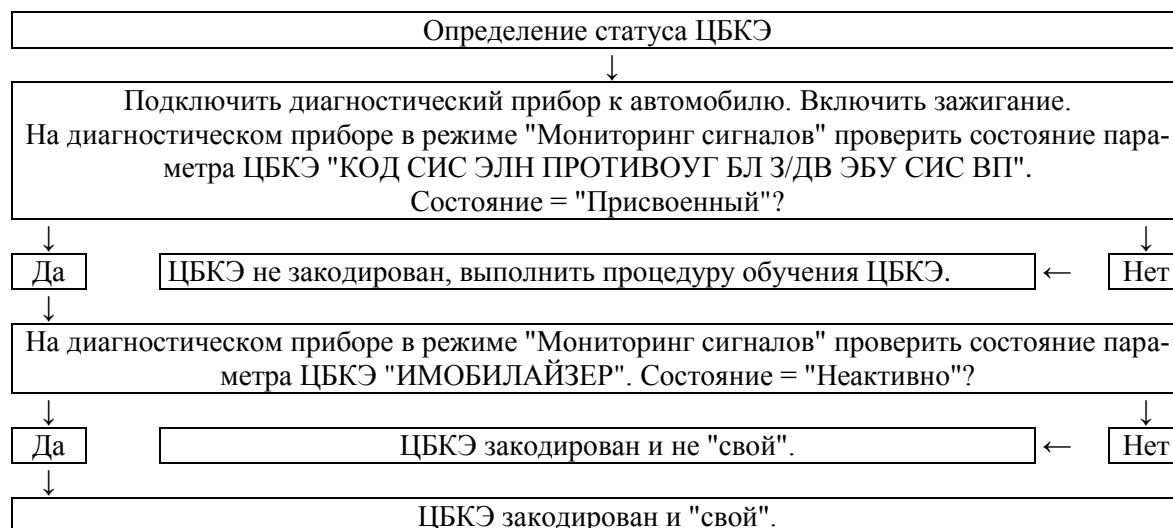 Определение статуса ЦБКЭ
↓
Подключить диагностический прибор к автомобилю. Включить зажигание.
На диагностическом приборе в режиме "Мониторинг сигналов" проверить состояние пара-
метра ЦБКЭ "КОД СИС ЭЛН ПРОТИВОУГ БЛ З/ДВ ЭБУ СИС ВП".
Состояние = "Присвоенный"?
↓ ↓
Да ЦБКЭ не закодирован, выполнить процедуру обучения ЦБКЭ. ← Нет
↓
На диагностическом приборе в режиме "Мониторинг сигналов" проверить состояние пара-
метра ЦБКЭ "ИМОБИЛАЙЗЕР". Состояние = "Неактивно"?
↓ ↓
Да ЦБКЭ закодирован и не "свой". ← Нет
↓
ЦБКЭ закодирован и "свой".